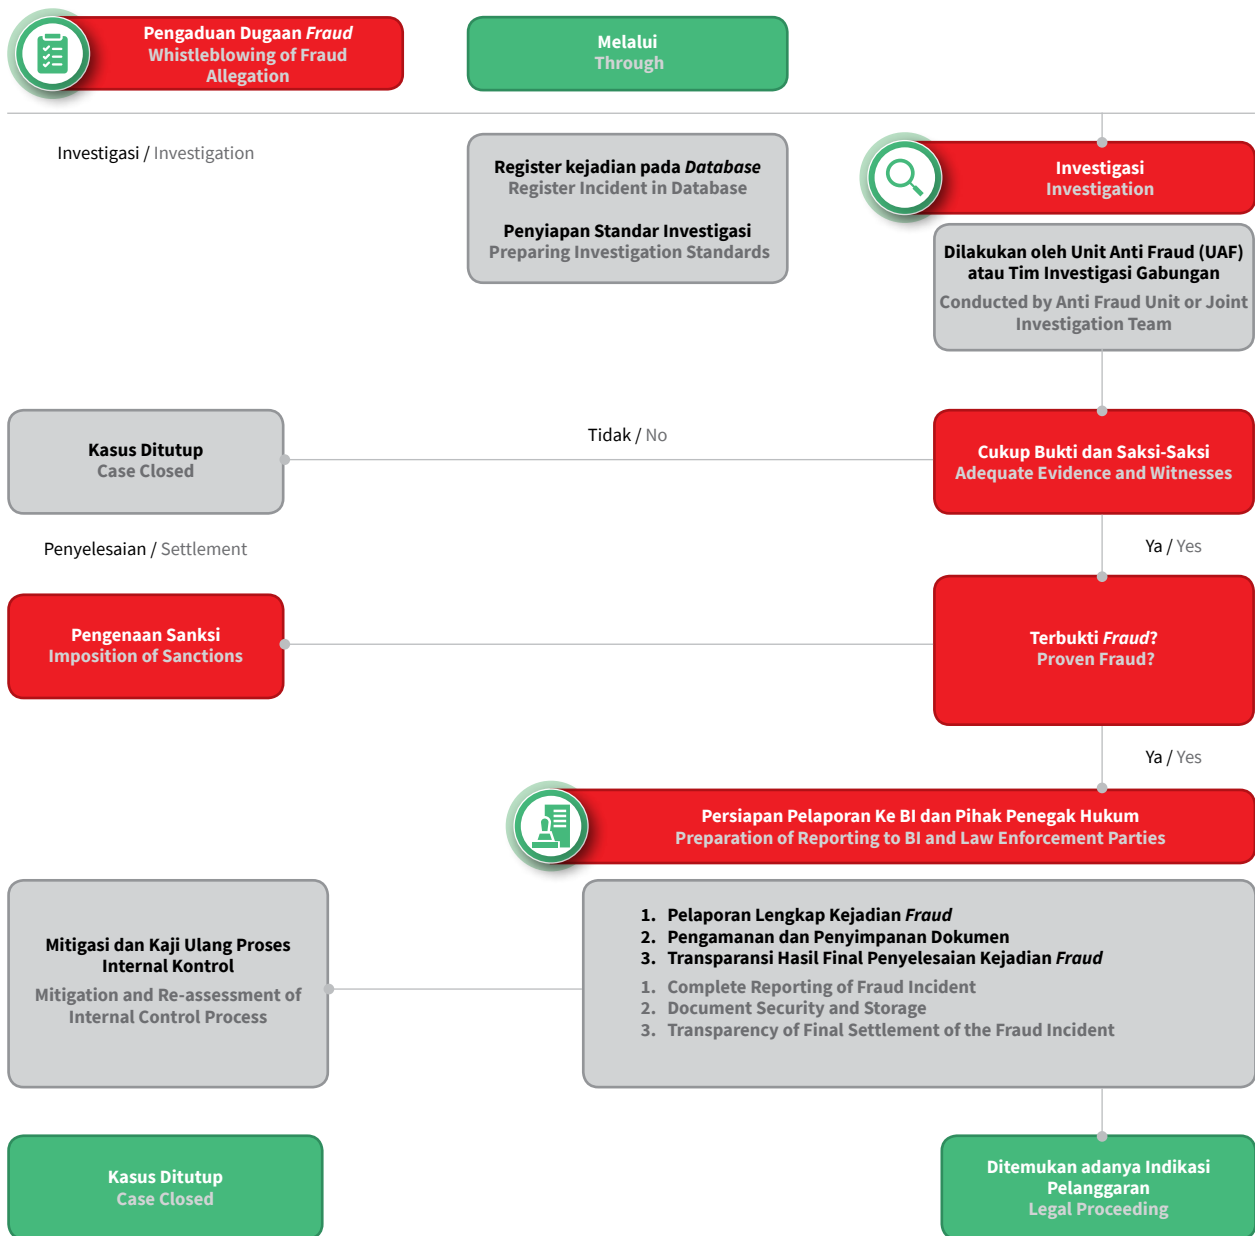 Pengaduan Dugaan Fraud
Whistleblowing of Fraud
Allegation
Melalui
Through
Investigasi / Investigation
Register kejadian pada Database
Register Incident in Database
Penyiapan Standar Investigasi
Preparing Investigation Standards
Investigasi
Investigation
Dilakukan oleh Unit Anti Fraud (UAF)
atau Tim Investigasi Gabungan
Conducted by Anti Fraud Unit or Joint
Investigation Team
Kasus Ditutup
Case Closed
Tidak / No
Cukup Bukti dan Saksi-Saksi
Adequate Evidence and Witnesses
Penyelesaian / Settlement
Ya / Yes
Pengenaan Sanksi
Imposition of Sanctions
Terbukti Fraud?
Proven Fraud?
Ya / Yes
Persiapan Pelaporan Ke BI dan Pihak Penegak Hukum
Preparation of Reporting to BI and Law Enforcement Parties
Mitigasi dan Kaji Ulang Proses
Internal Kontrol
Mitigation and Re-assessment of
Internal Control Process
1. Pelaporan Lengkap Kejadian Fraud
2. Pengamanan dan Penyimpanan Dokumen
3. Transparansi Hasil Final Penyelesaian Kejadian Fraud
1. Complete Reporting of Fraud Incident
2. Document Security and Storage
3. Transparency of Final Settlement of the Fraud Incident
Kasus Ditutup
Case Closed
Ditemukan adanya Indikasi
Pelanggaran
Legal Proceeding